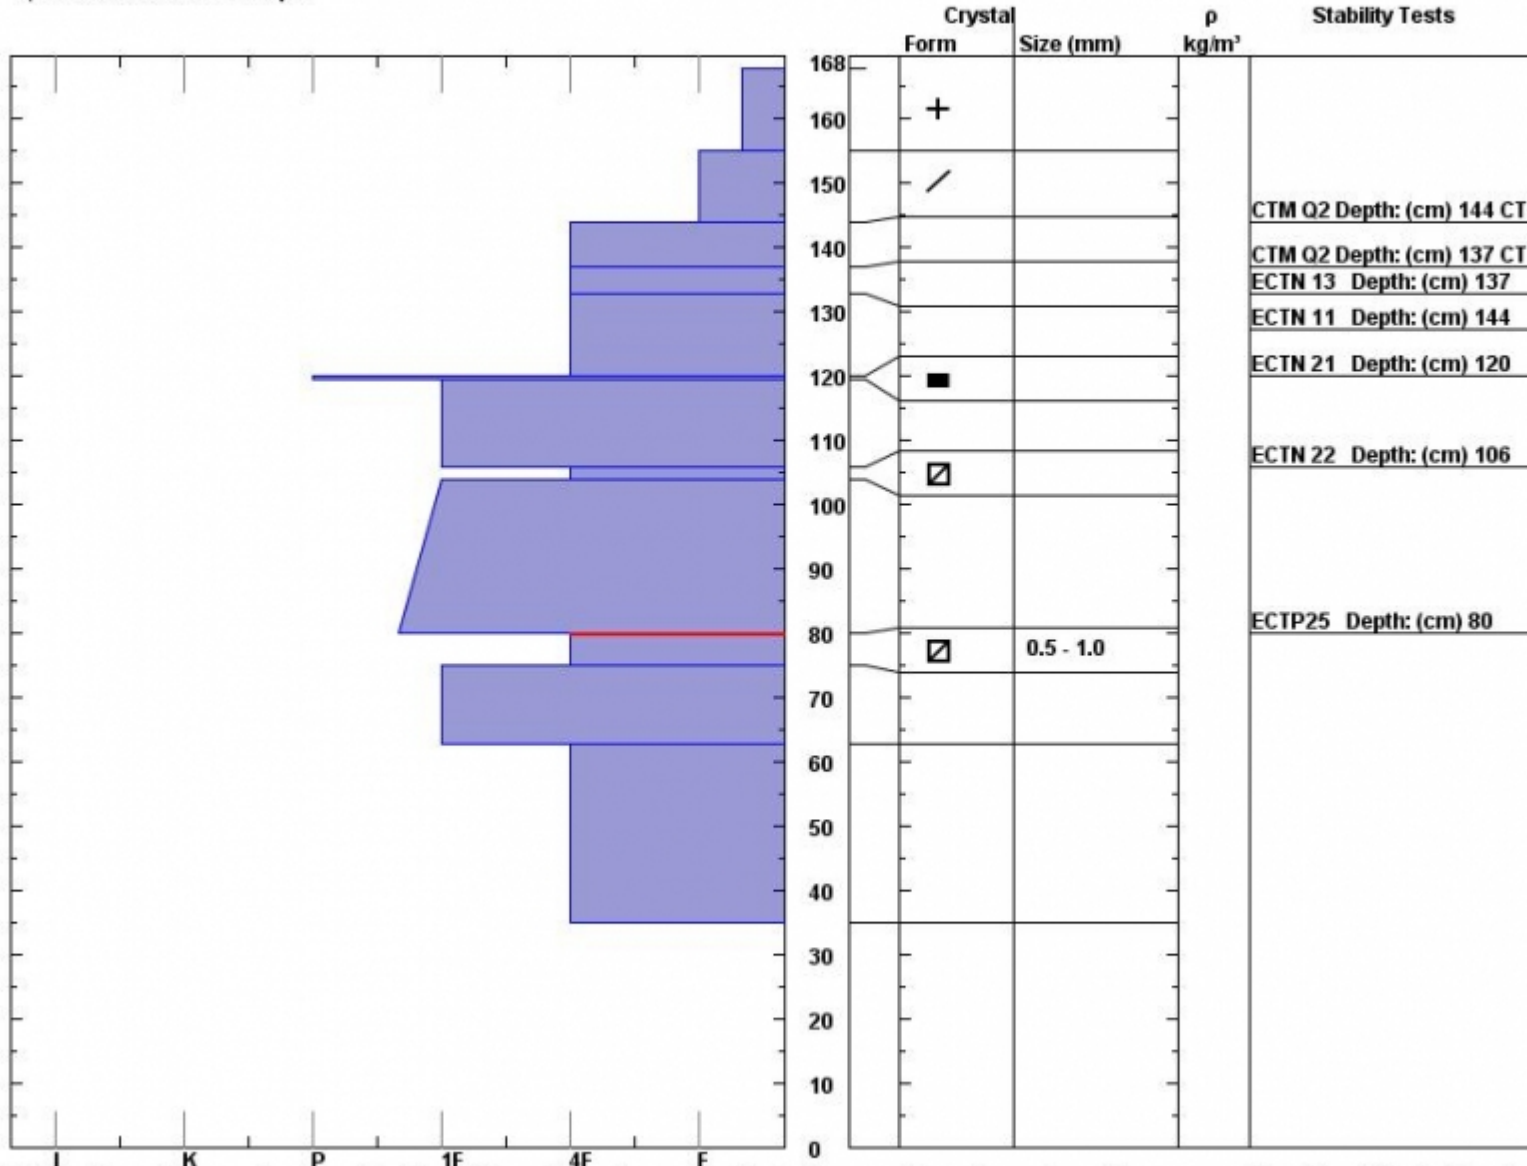 Crystal ρ Stability Tests
Form Size (mm) kg/m³
168
160
150
CTM Q2 Depth: (cm) 144 CT
140
CTM Q2 Depth: (cm) 137 CT
ECTN 13 Depth: (cm) 137
130
ECTN 11 Depth: (cm) 144
120
ECTN 21 Depth: (cm) 120
110
ECTN 22 Depth: (cm) 106
100
90
80
ECTP25 Depth: (cm) 80
0.5 - 1.0
70
60
50
40
30
20
10
0
I K P 1F 4F F